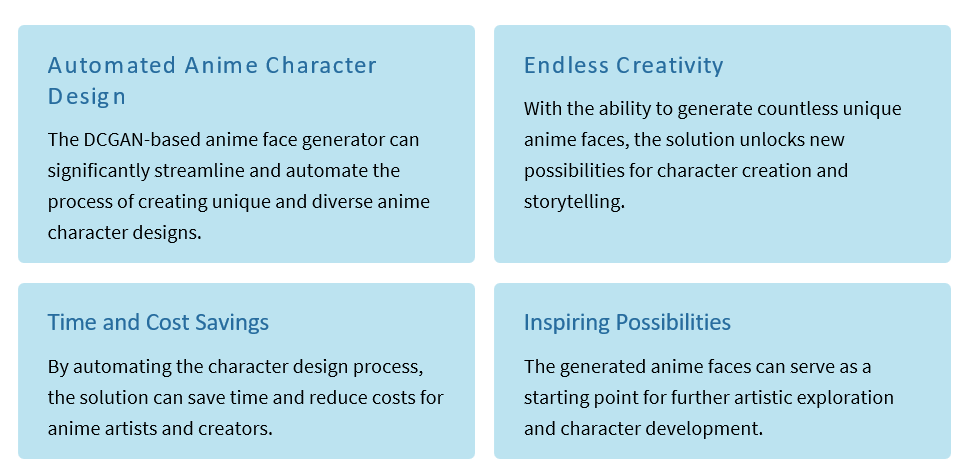 Automated Anime Character
Design
The DCGAN-based anime face generator can
significantly streamline and automate the
process of creating unique and diverse anime
character designs.
Endless Creativity
With the ability to generate countless unique
anime faces, the solution unlocks new
possibilities for character creation and
storytelling.
Time and Cost Savings
By automating the character design process,
the solution can save time and reduce costs for
anime artists and creators.
Inspiring Possibilities
The generated anime faces can serve as a
starting point for further artistic exploration
and character development.